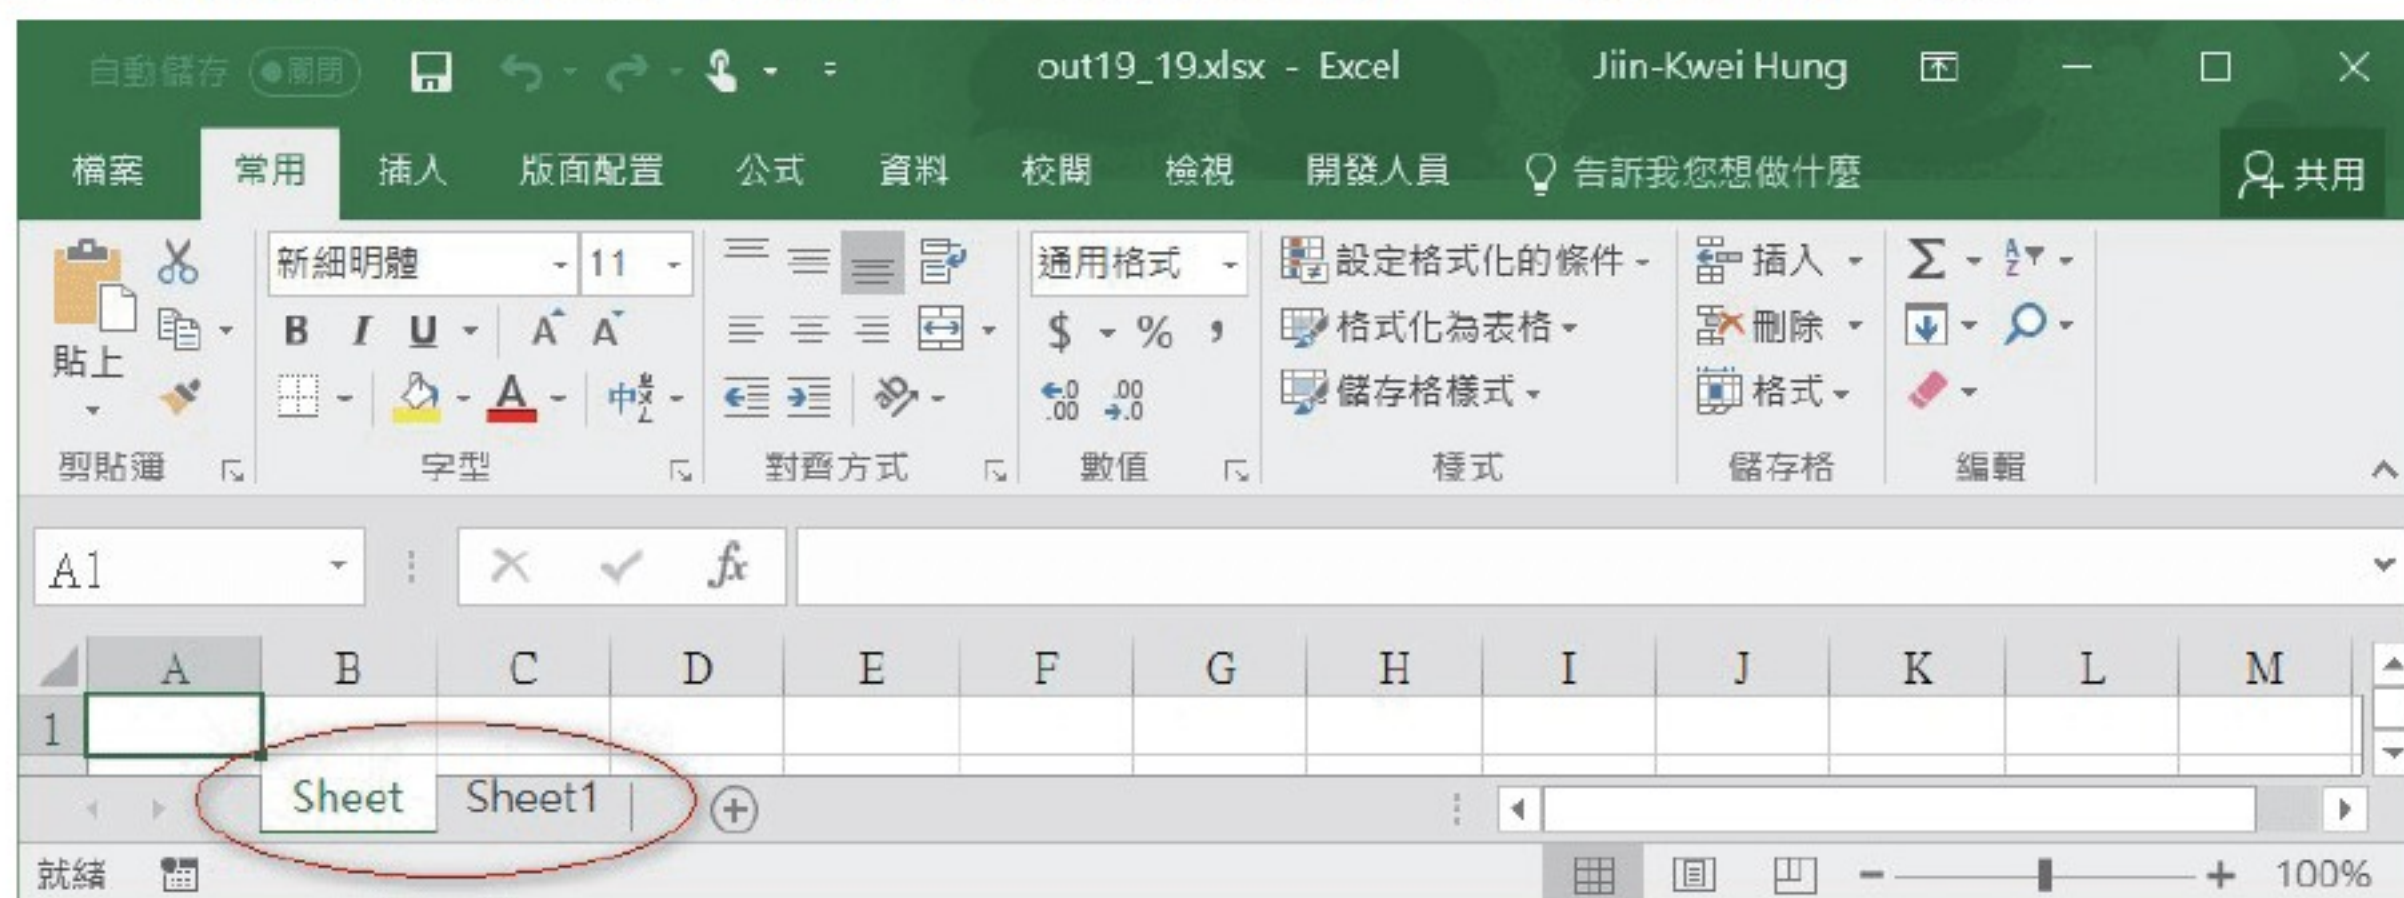 自動儲存 關閉 out19_19.xlsx - Excel Jiin-Kwei Hung
檔案 常用 插入 版面配置 公式 資料 校閱 檢視 開發人員 告訴我您想做什麼 共用
新細明體 11 通用格式 設定格式化的條件 插入
貼上 B I U A A $ % , 格式化為表格 刪除
A 中 .00 .00 .0 儲存格樣式 格式
剪貼簿 字型 對齊方式 數值 樣式 儲存格 編輯
A1 fx
A B C D E F G H I J K L M
1
Sheet Sheet1
就緒 100%